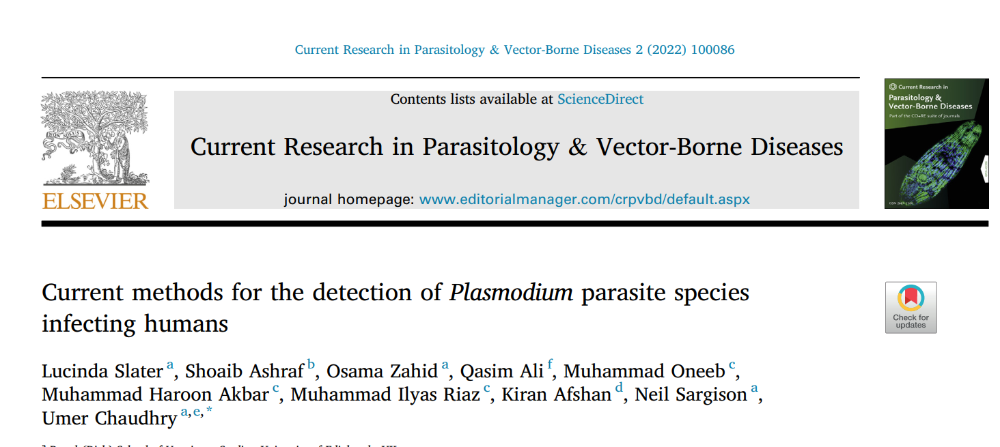 Current Research in Parasitology & Vector-Borne Diseases 2 (2022) 100086
NON SOLUS
ELSEVIER
Contents lists available at ScienceDirect
Current Research in Parasitology & Vector-Borne Diseases
journal homepage: www.editorialmanager.com/crpvbd/default.aspx
Current Research in
Parasitology &
Vector-Borne Diseases
Part of the CO+RE suite of journals
Current methods for the detection of Plasmodium parasite species
infecting humans
Check for
updates
Lucinda Slater a, Shoaib Ashraf b, Osama Zahid a, Qasim Ali f, Muhammad Oneeb c,
Muhammad Haroon Akbar c, Muhammad Ilyas Riaz c, Kiran Afshan d, Neil Sargison a,
Umer Chaudhry a,e,*